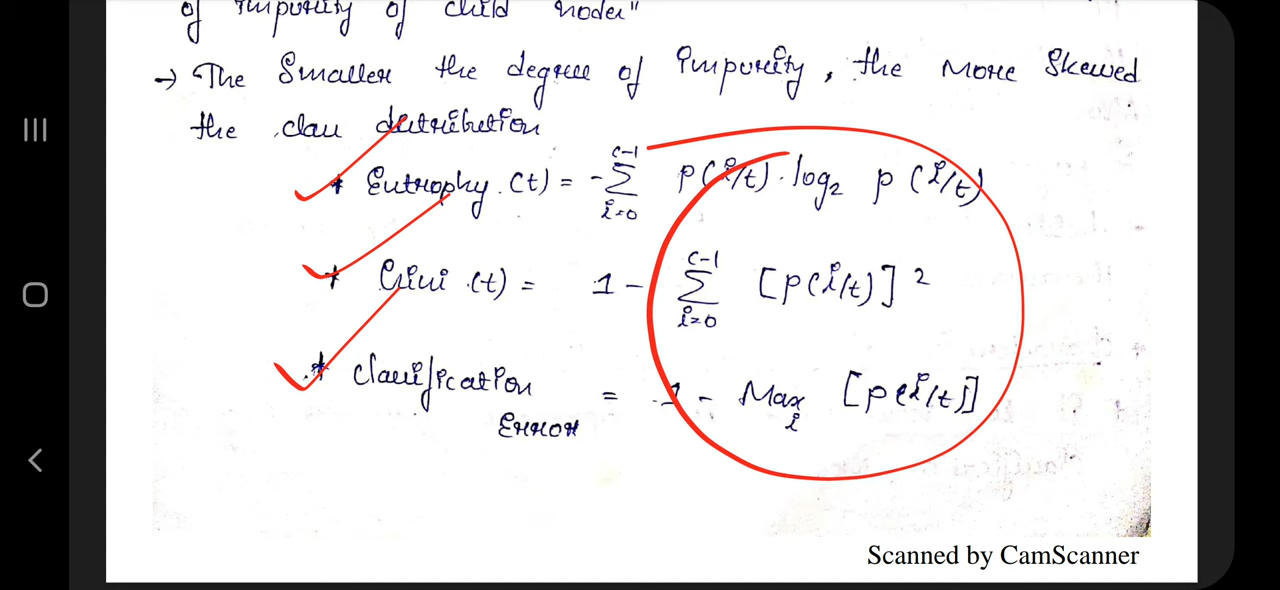 of impurity of child nodes"
→ The Smaller the degree of Impurity, the more Skewed
the class distribution
* Entrophy (t) = - Σ_{i=0}^{c-1} p(i/t) . log₂ p(i/t)
* Gini (t) = 1 - Σ_{i=0}^{c-1} [p(i/t)]²
* Classification Error = 1 - Max_i [p(i/t)]
Scanned by CamScanner